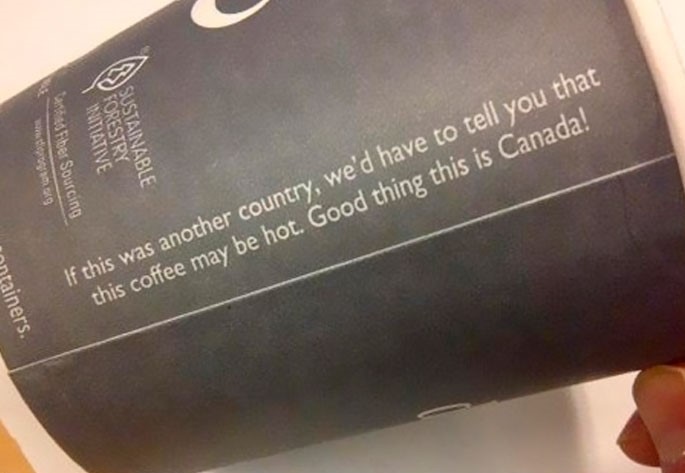 If this was another country, we'd have to tell you that
this coffee may be hot. Good thing this is Canada!
SUSTAINABLE
FORESTRY
INITIATIVE
Certified Fiber Sourcing
www.sfiprogram.org
ontainers.